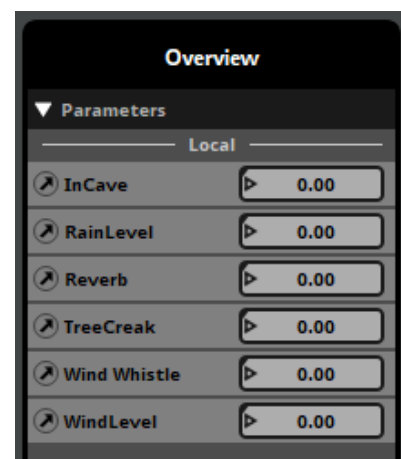 Overview
Parameters
Local
InCave 0.00
RainLevel 0.00
Reverb 0.00
TreeCreak 0.00
Wind Whistle 0.00
WindLevel 0.00